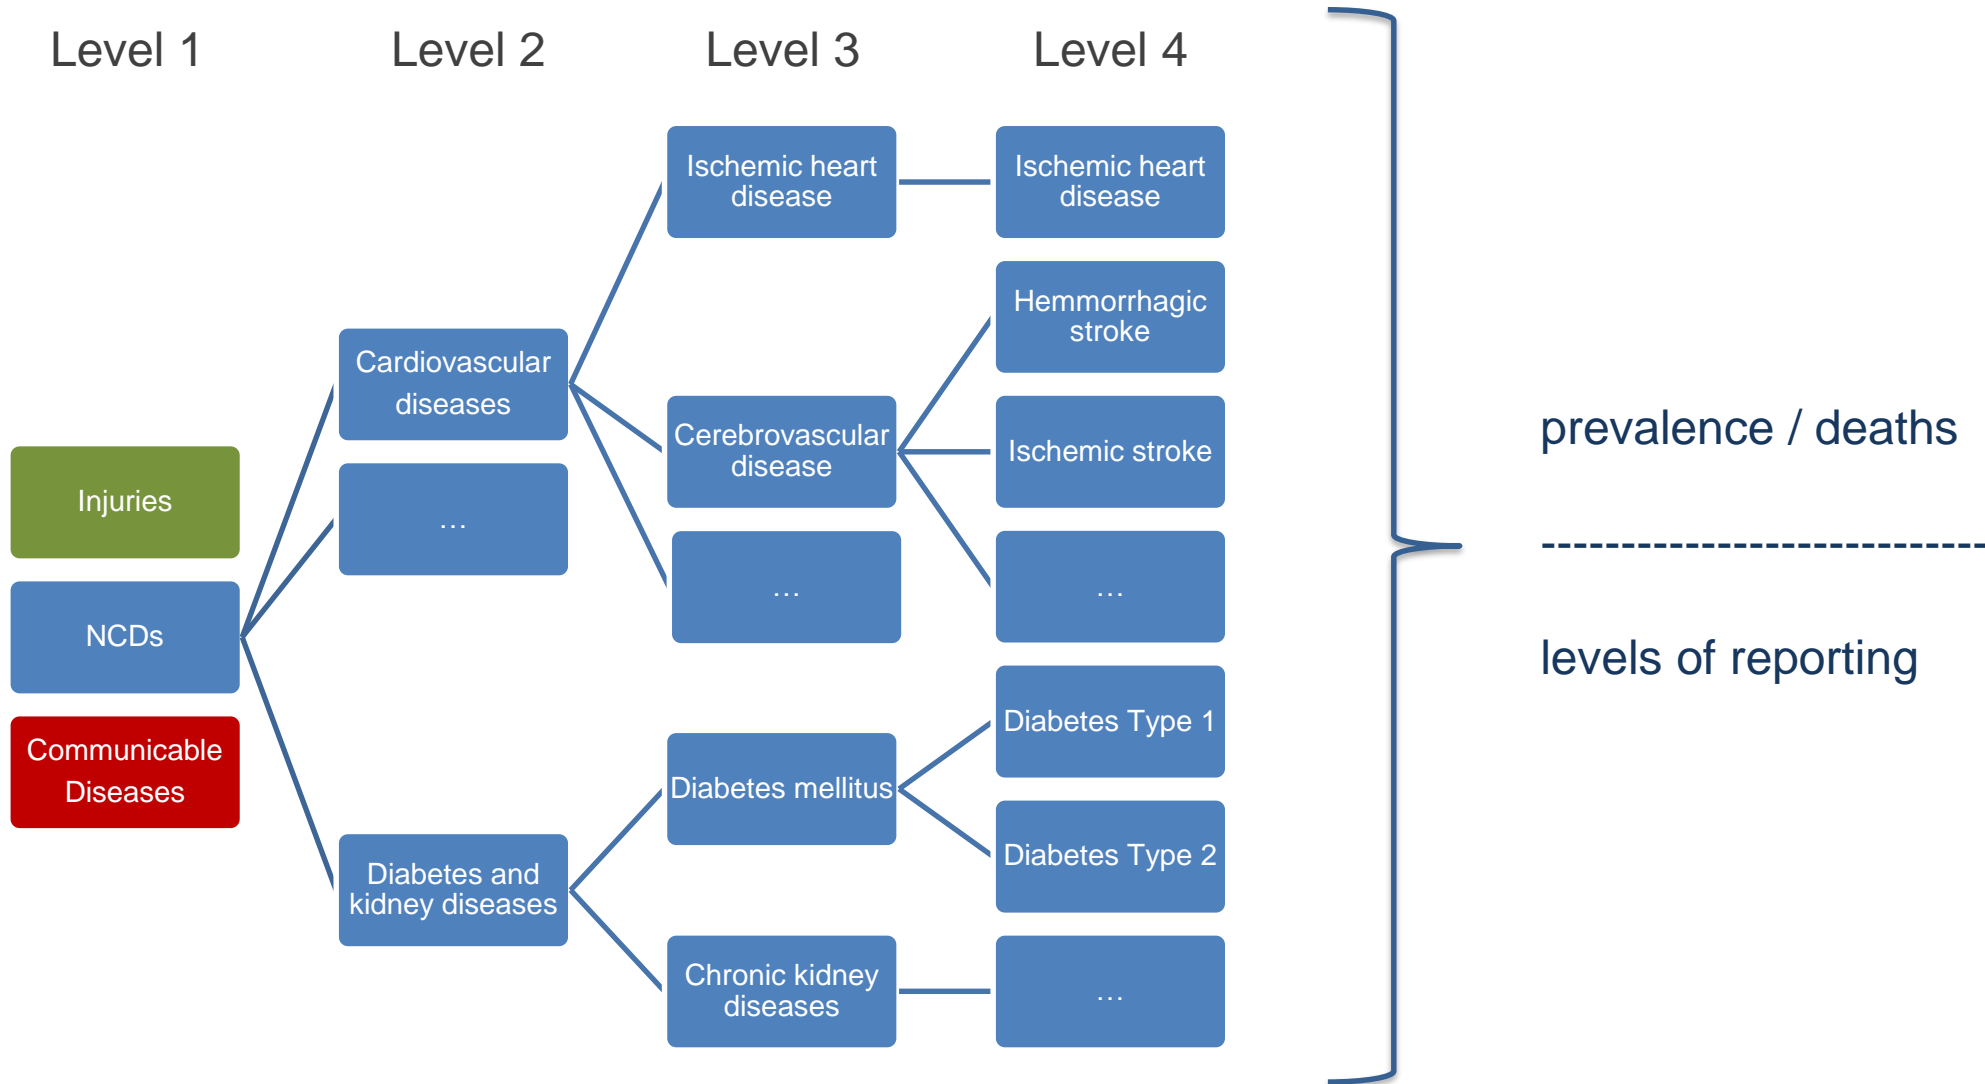 Level 1
Level 2
Level 3
Level 4
Injuries
NCDs
Communicable
Diseases
Cardiovascular
diseases
…
Diabetes and
kidney diseases
Ischemic heart
disease
Cerebrovascular
disease
…
Diabetes mellitus
Chronic kidney
diseases
Ischemic heart
disease
Hemmorrhagic
stroke
Ischemic stroke
…
Diabetes Type 1
Diabetes Type 2
…
prevalence / deaths
----------------------------
levels of reporting